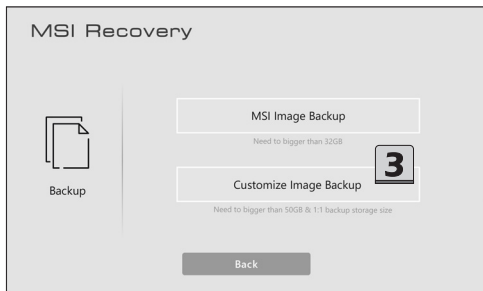 MSI Recovery
MSI Image Backup
Need to bigger than 32GB
3
Customize Image Backup
Need to bigger than 50GB & 1:1 backup storage size
Backup
Back